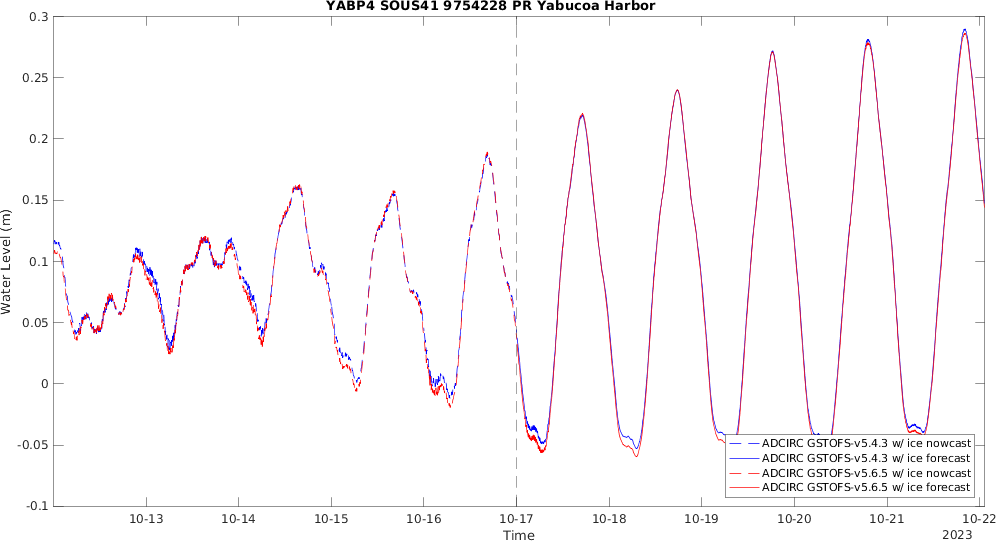 YABP4 SOUS41 9754228 PR Yabucoa Harbor
0.3
0.25
0.2
0.15
0.1
0.05
0
-0.05
-0.1
Water Level (m)
ADCIRC GSTOFS-v5.4.3 w/ ice nowcast
ADCIRC GSTOFS-v5.4.3 w/ ice forecast
ADCIRC GSTOFS-v5.6.5 w/ ice nowcast
ADCIRC GSTOFS-v5.6.5 w/ ice forecast
10-13 10-14 10-15 10-16 10-17 10-18 10-19 10-20 10-21 10-22
Time
2023